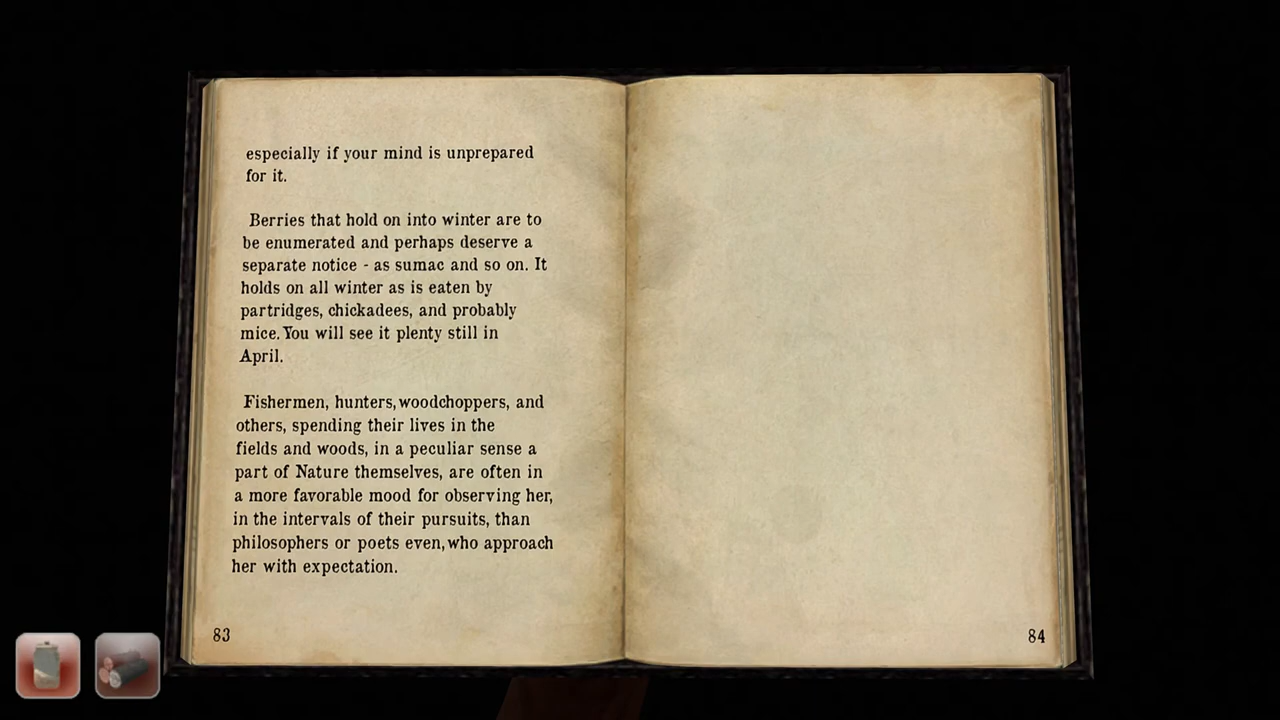 especially if your mind is unprepared
for it.
Berries that hold on into winter are to
be enumerated and perhaps deserve a
separate notice - as sumac and so on. It
holds on all winter as is eaten by
partridges, chickadees, and probably
mice. You will see it plenty still in
April.
Fishermen, hunters, woodchoppers, and
others, spending their lives in the
fields and woods, in a peculiar sense a
part of Nature themselves, are often in
a more favorable mood for observing her,
in the intervals of their pursuits, than
philosophers or poets even, who approach
her with expectation.
83
84